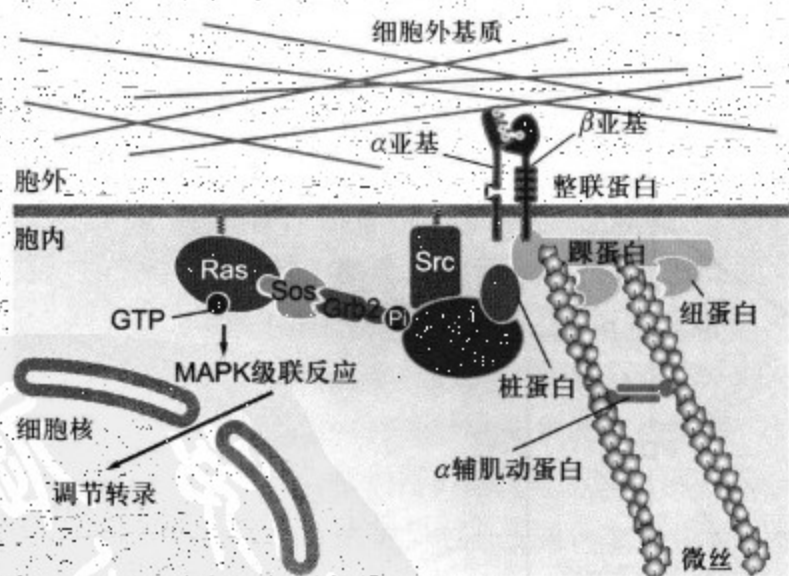 细胞外基质
α亚基
β亚基
胞外
整联蛋白
胞内
踝蛋白
Ras
Src
Sos
Grb2
Pi
GTP
纽蛋白
MAPK级联反应
桩蛋白
细胞核
α辅肌动蛋白
调节转录
微丝